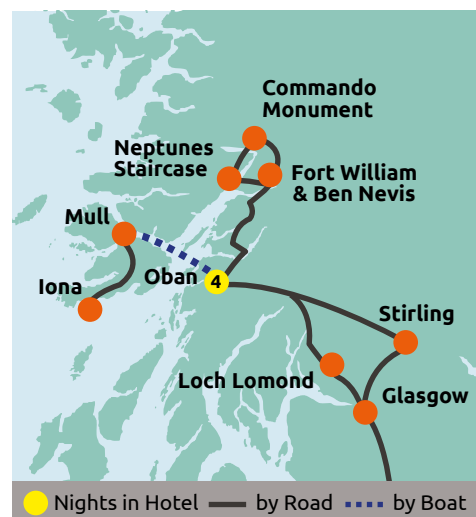 Commando
Monument
Neptunes
Staircase
Fort William
& Ben Nevis
Mull
Oban
4
Iona
Stirling
Loch Lomond
Glasgow
Nights in Hotel by Road by Boat